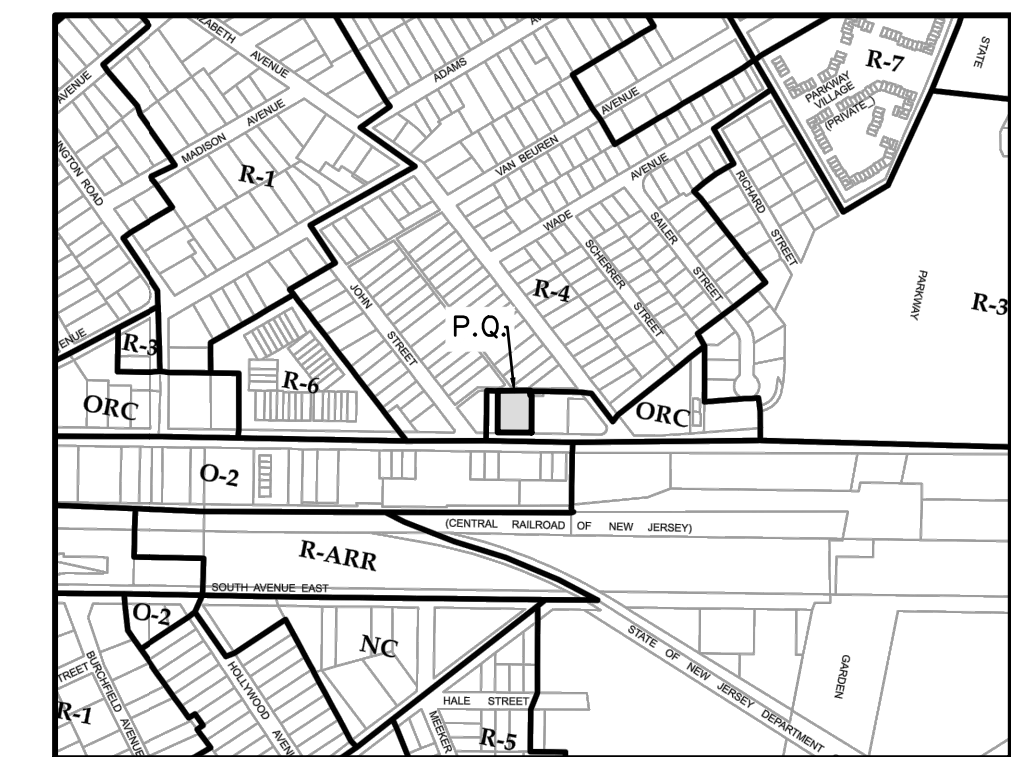 ZABETH AVENUE
AVENUE
ADAMS
AV
STATE
R-7
PARKWAY
VILLAGE
(PRIVATE )
AVENUE
MADISON AVENUE
VAN BEUREN
AVENUE
NGTON ROAD
R-1
RICHARD STREET
WADE
SAILER STREET
SCHERRER STREET
JOHN STREET
R-4
PARKWAY
R-3
P.Q.
ENUE
R-3
R-6
ORC
ORC
O-2
(CENTRAL RAILROAD OF NEW JERSEY)
R-ARR
SOUTH AVENUE EAST
O-2
NC
STATE OF NEW JERSEY DEPARTMENT
GARDEN
TREET
BURCHFIELD AVENUE
HOLLYWOOD AVEN
HALE STREET
MEEKER
R-1
R-5